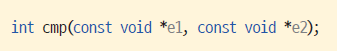 int cmp(const void *e1, const void *e2);